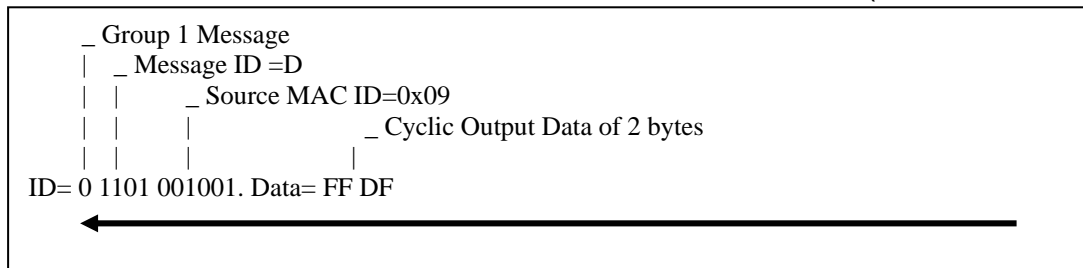 _ Group 1 Message
| _ Message ID =D
| | _ Source MAC ID=0x09
| | | _ Cyclic Output Data of 2 bytes
| | | |
ID= 0 1101 001001. Data= FF DF